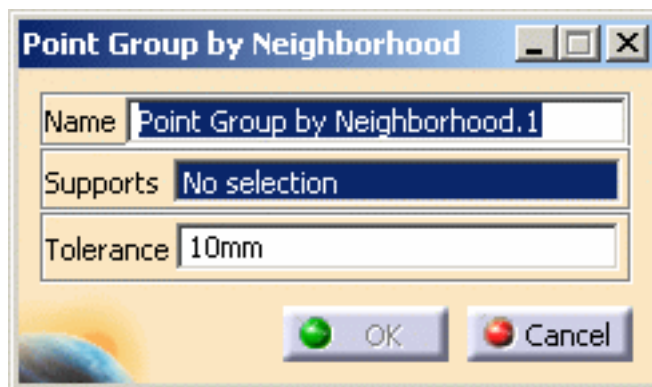 Point Group by Neighborhood
Name Point Group by Neighborhood.1
Supports No selection
Tolerance 10mm
OK Cancel